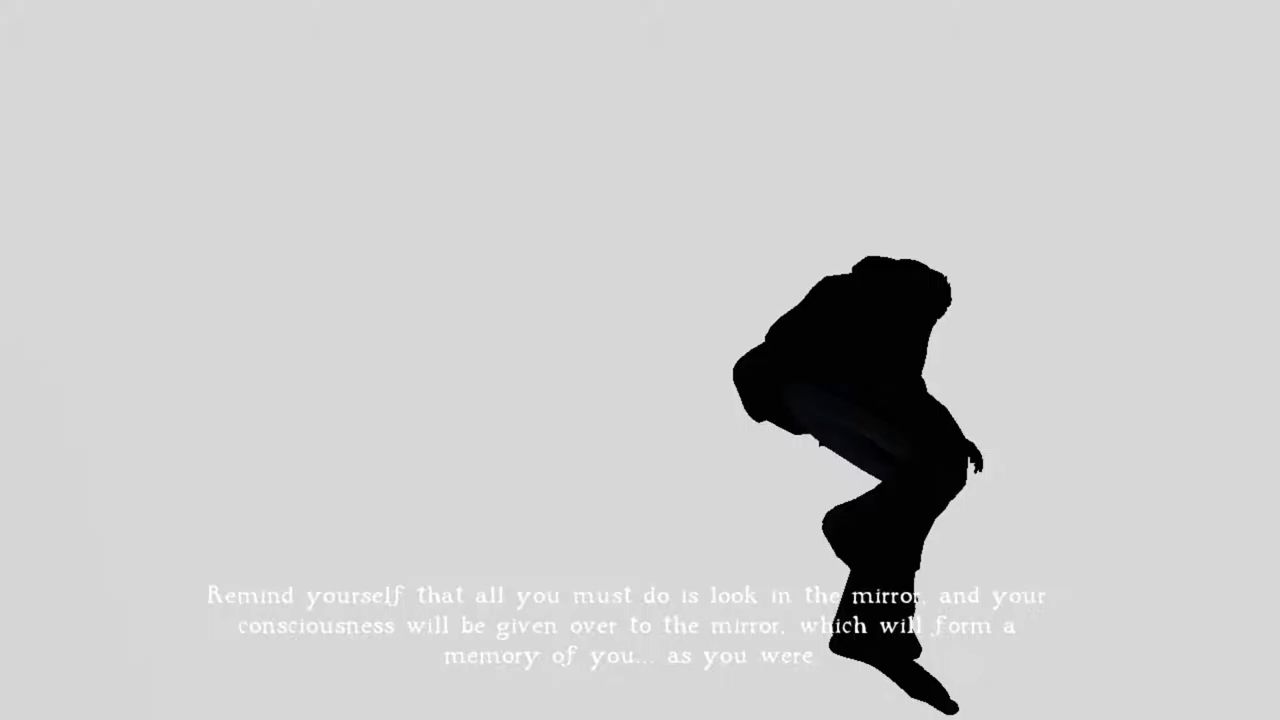 Remind yourself that all you must do is look in the mirror, and your
consciousness will be given over to the mirror, which will form a
memory of you... as you were